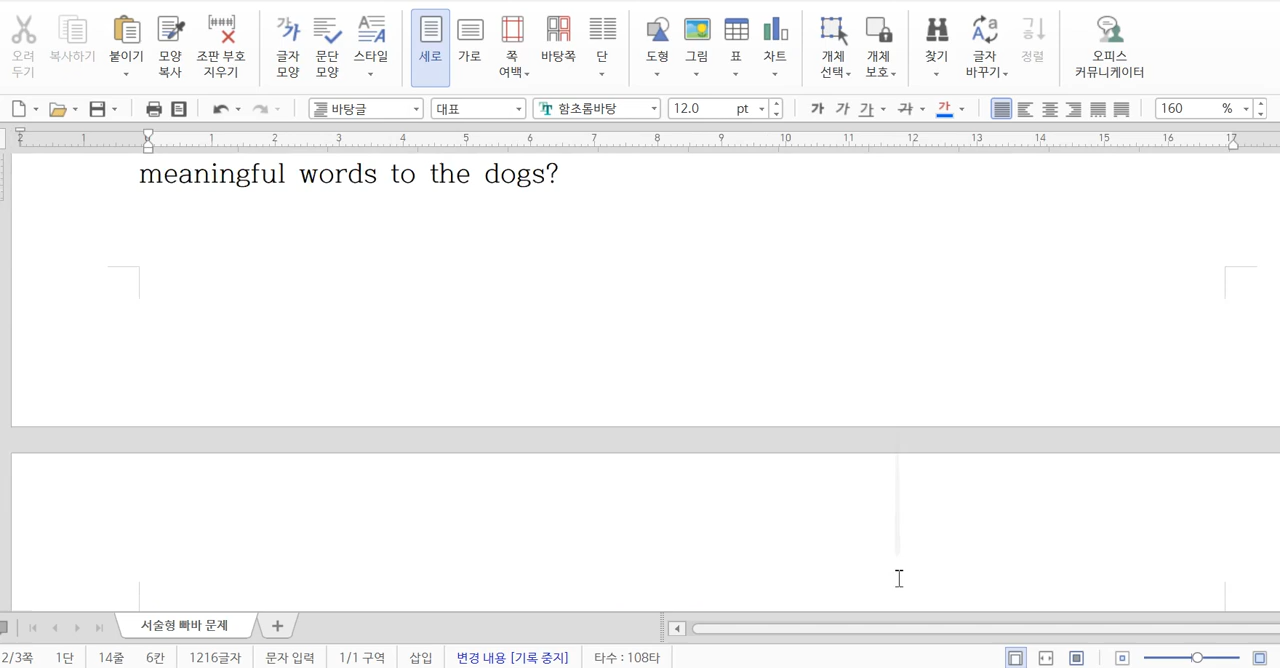 오려 복사하기 붙이기 모양 조판 부호 글자 문단 스타일 세로 가로 쪽 바탕쪽 단 도형 그림 표 차트 개체 개체 찾기 글자 정렬 오피스
두기 복사 지우기 모양 모양 여백 선택 보호 바꾸기 커뮤니케이터
바탕글 대표 함초롬바탕 12.0 pt 가 가 가 가 가 160 %
2 1 1 2 3 4 5 6 7 8 9 10 11 12 13 14 15 16 17
meaningful words to the dogs?
서술형 빠바 문제
2/3쪽 1단 14줄 6칸 1216글자 문자 입력 1/1 구역 삽입 변경 내용 [기록 중지] 타수 : 108타